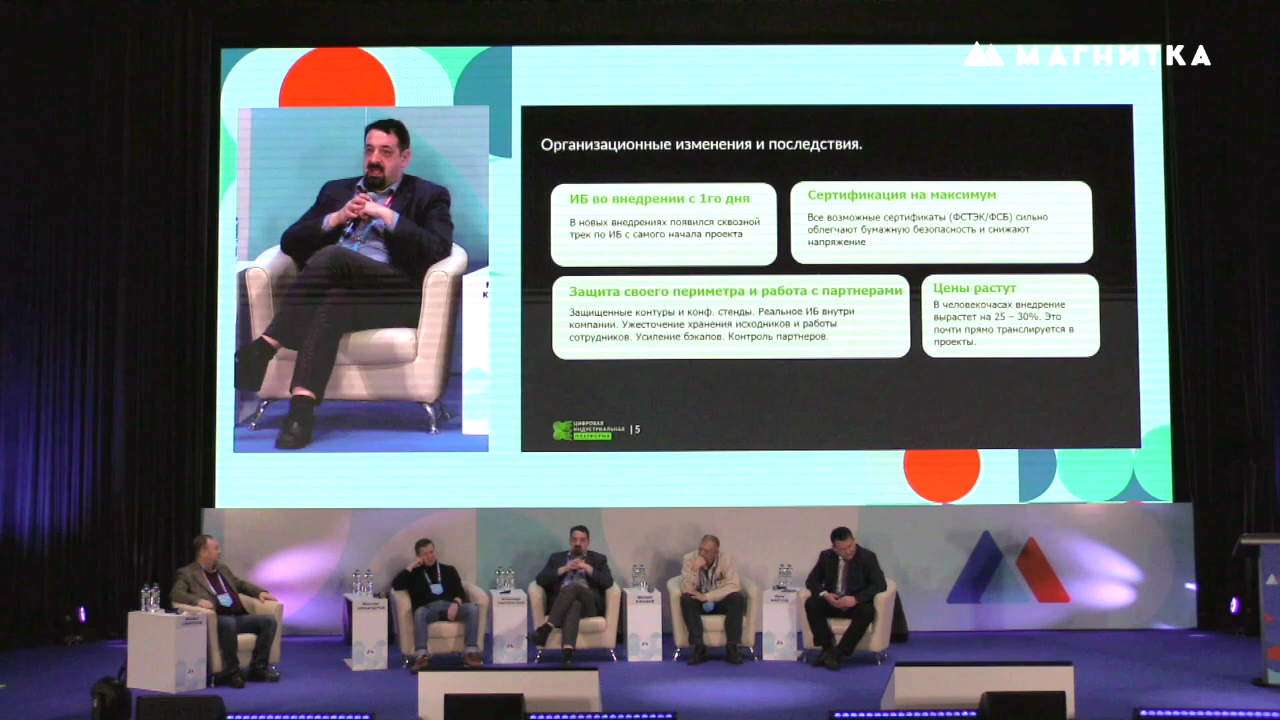 МАГНИТКА
Организационные изменения и последствия.
ИБ во внедрении с 1го дня
В новых внедрениях появился сквозной
трек по ИБ с самого начала проекта
Сертификация на максимум
Все возможные сертификаты (ФСТЭК/ФСБ) сильно
облегчают бумажную безопасность и снижают
напряжение
Защита своего периметра и работа с партнерами
Защищенные контуры и конф. стенды. Реальное ИБ внутри
компании. Ужесточение хранения исходников и работы
сотрудников. Усиление бэкапов. Контроль партнеров.
Цены растут
В человекочасах внедрение
вырастет на 25 – 30%. Это
почти прямо транслируется в
проекты.
ЦИФРОВАЯ
ИНДУСТРИАЛЬНАЯ
ПЛАТФОРМА
|5